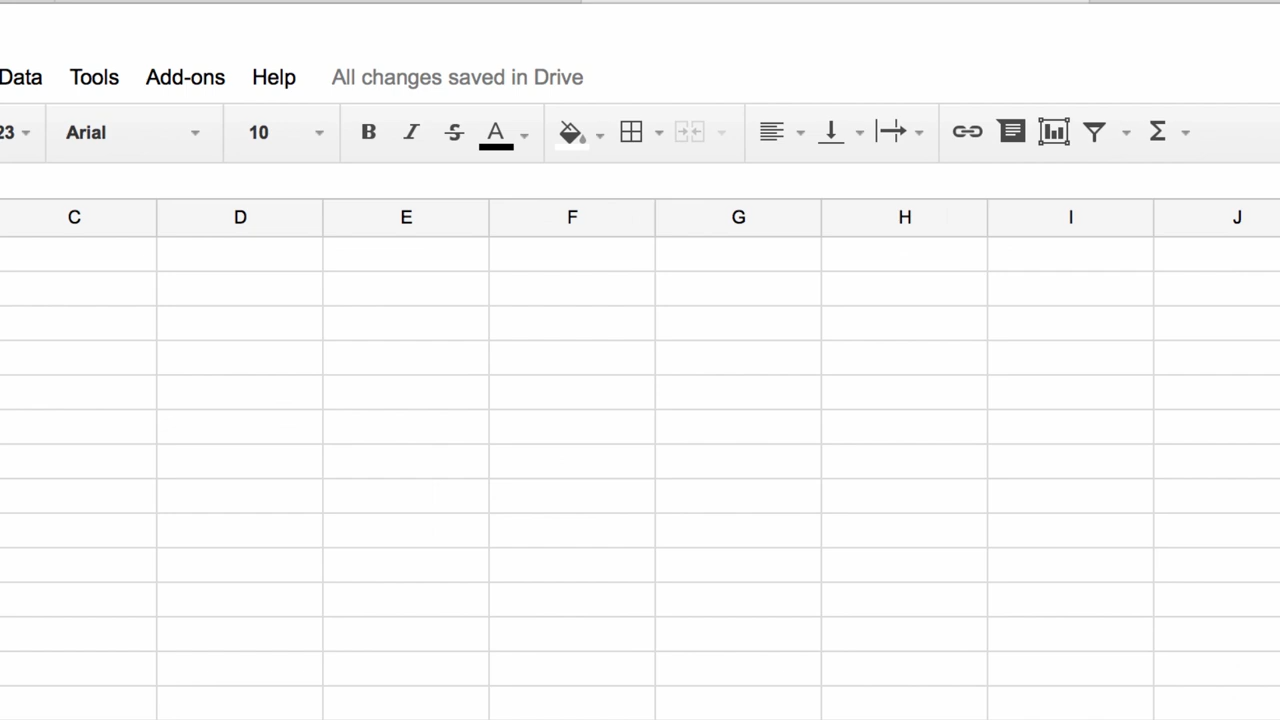 Data Tools Add-ons Help All changes saved in Drive
23 Arial 10 B I S A Σ
C D E F G H I J